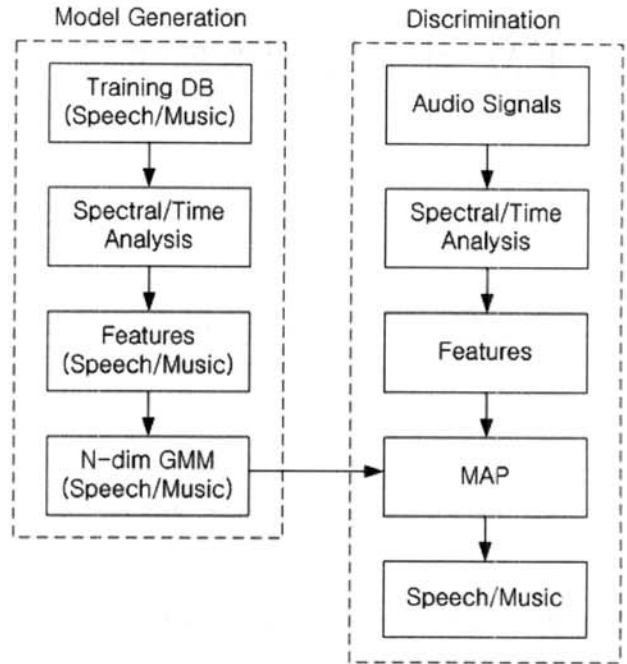 Model Generation
Training DB
(Speech/Music)
Spectral/Time
Analysis
Features
(Speech/Music)
N-dim GMM
(Speech/Music)
Discrimination
Audio Signals
Spectral/Time
Analysis
Features
MAP
Speech/Music